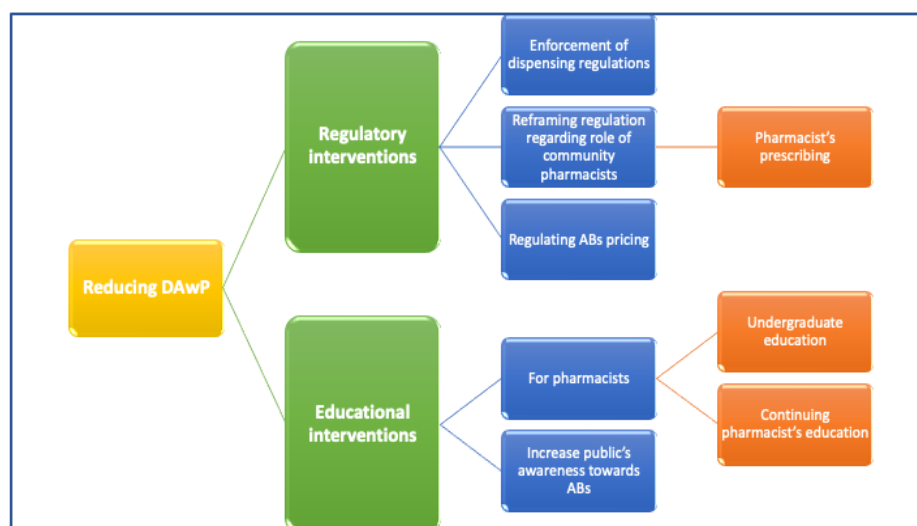 Reducing DAwP
Regulatory
interventions
Enforcement of
dispensing regulations
Reframing regulation
regarding role of
community
pharmacists
Pharmacist's
prescribing
Regulating ABs pricing
Educational
interventions
For pharmacists
Undergraduate
education
Continuing
pharmacist's education
Increase public's
awareness towards
ABs